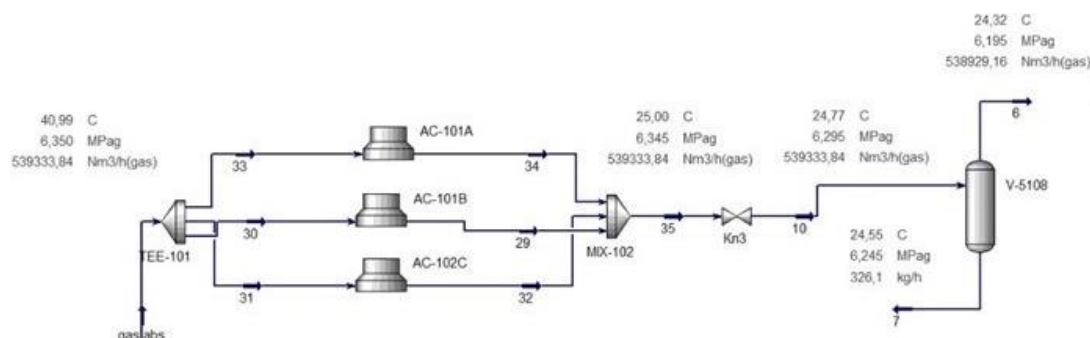 24,32 C
6,195 MPag
538929,16 Nm3/h(gas)
6
40,99 C
6,350 MPag
539333,84 Nm3/h(gas)
AC-101A
33
34
25,00 C
6,345 MPag
539333,84 Nm3/h(gas)
24,77 C
6,295 MPag
539333,84 Nm3/h(gas)
V-5108
AC-101B
30
29
35
10
TEE-101
MIX-102
Кл3
AC-102C
31
32
24,55 C
6,245 MPag
326,1 kg/h
7
gas abs